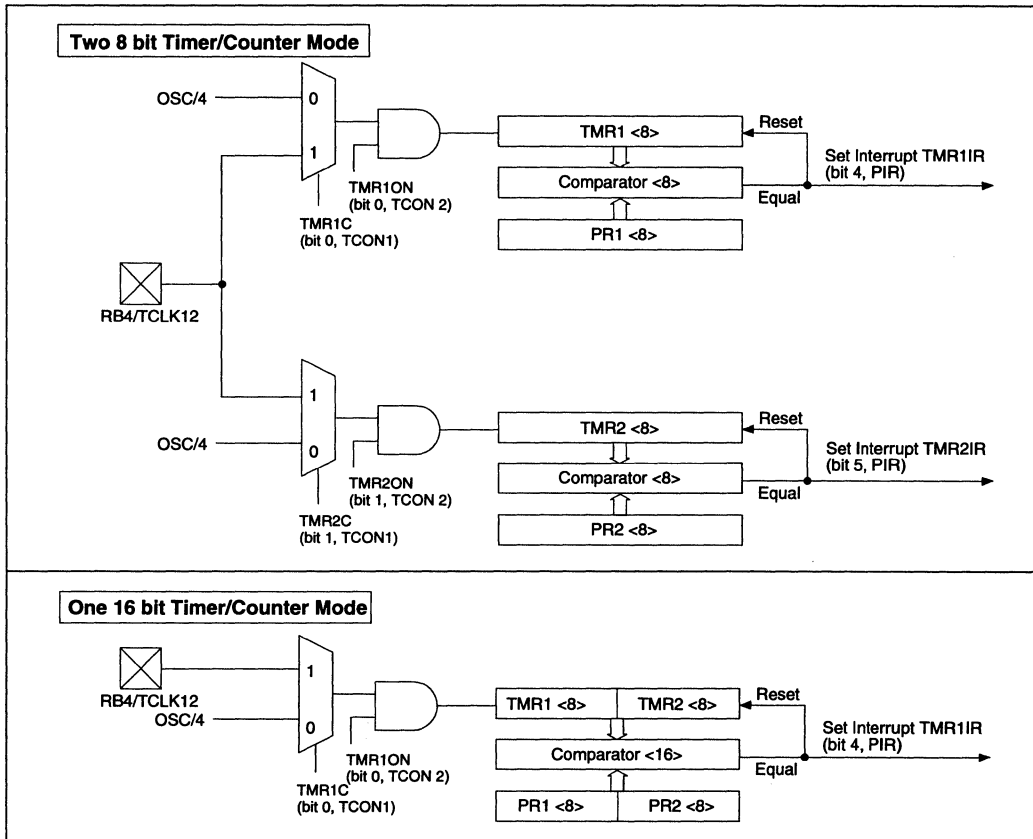 Two 8 bit Timer/Counter Mode
OSC/4
0
1
TMR1ON
(bit 0, TCON 2)
TMR1C
(bit 0, TCON1)
TMR1 <8>
Comparator <8>
PR1 <8>
Reset
Equal
Set Interrupt TMR1IR
(bit 4, PIR)
RB4/TCLK12
1
OSC/4
0
TMR2ON
(bit 1, TCON 2)
TMR2C
(bit 1, TCON1)
TMR2 <8>
Comparator <8>
PR2 <8>
Reset
Equal
Set Interrupt TMR2IR
(bit 5, PIR)
One 16 bit Timer/Counter Mode
RB4/TCLK12
1
OSC/4
0
TMR1ON
(bit 0, TCON 2)
TMR1C
(bit 0, TCON1)
TMR1 <8> TMR2 <8>
Comparator <16>
PR1 <8> PR2 <8>
Reset
Equal
Set Interrupt TMR1IR
(bit 4, PIR)